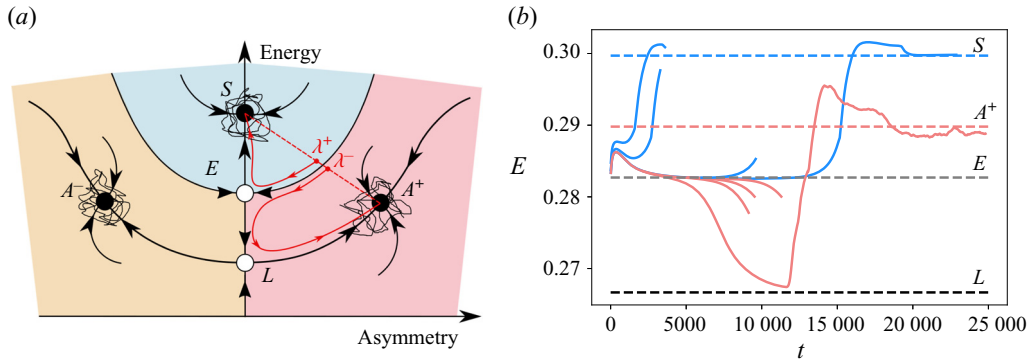 (a)
Energy
S
λ⁺
λ⁻
E
A⁻
A⁺
L
Asymmetry
(b)
0.30
0.29
0.28
0.27
E
S
A⁺
E
L
0
5000
10 000
15 000
20 000
25 000
t